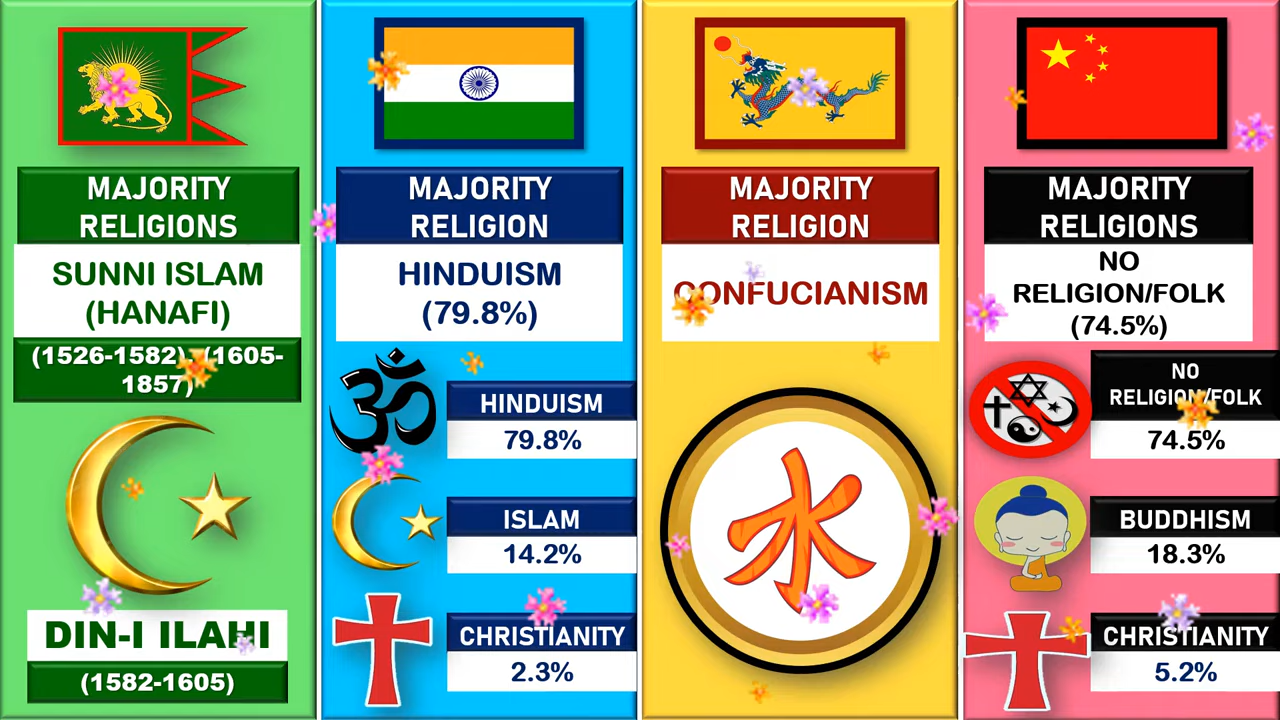 MAJORITY
RELIGIONS
SUNNI ISLAM
(HANAFI)
(1526-1582), (1605-
1857)
DIN-I ILAHI
(1582-1605)
MAJORITY
RELIGION
HINDUISM
(79.8%)
HINDUISM
79.8%
ISLAM
14.2%
CHRISTIANITY
2.3%
MAJORITY
RELIGION
CONFUCIANISM
MAJORITY
RELIGIONS
NO
RELIGION/FOLK
(74.5%)
NO
RELIGION/FOLK
74.5%
BUDDHISM
18.3%
CHRISTIANITY
5.2%